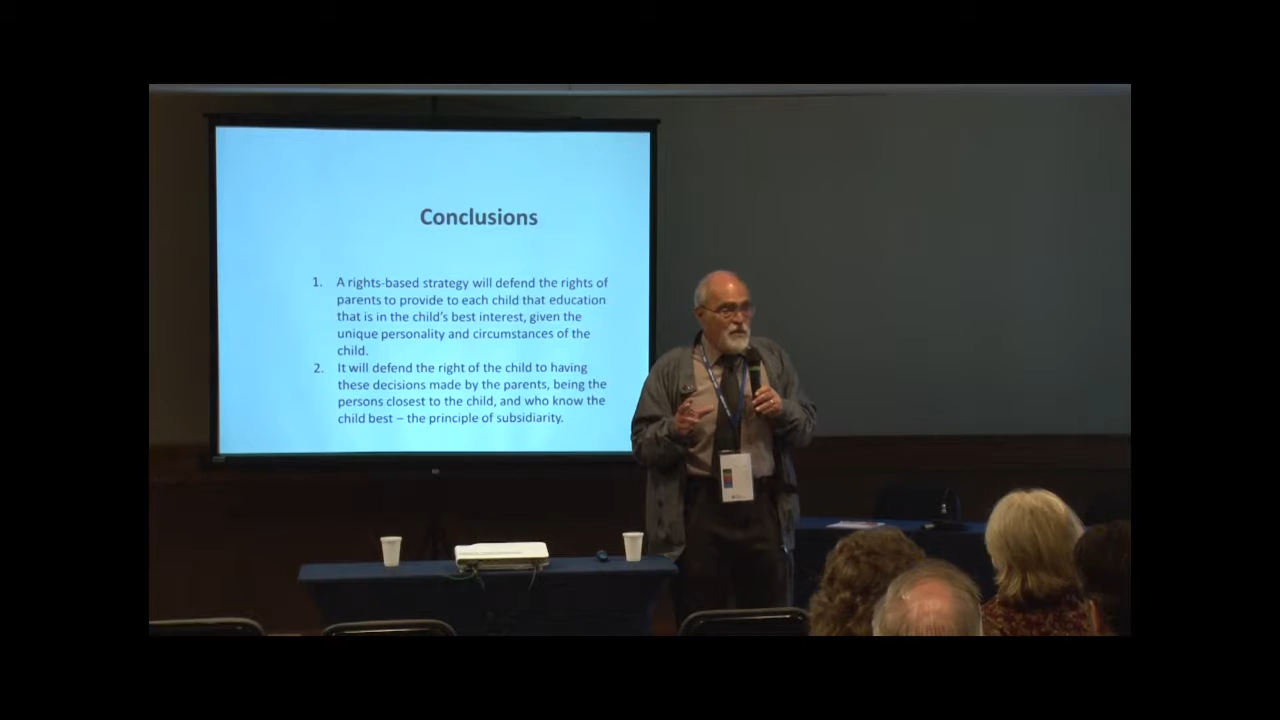 Conclusions
1. A rights-based strategy will defend the rights of
parents to provide to each child that education
that is in the child's best interest, given the
unique personality and circumstances of the
child.
2. It will defend the right of the child to having
these decisions made by the parents, being the
persons closest to the child, and who know the
child best – the principle of subsidiarity.